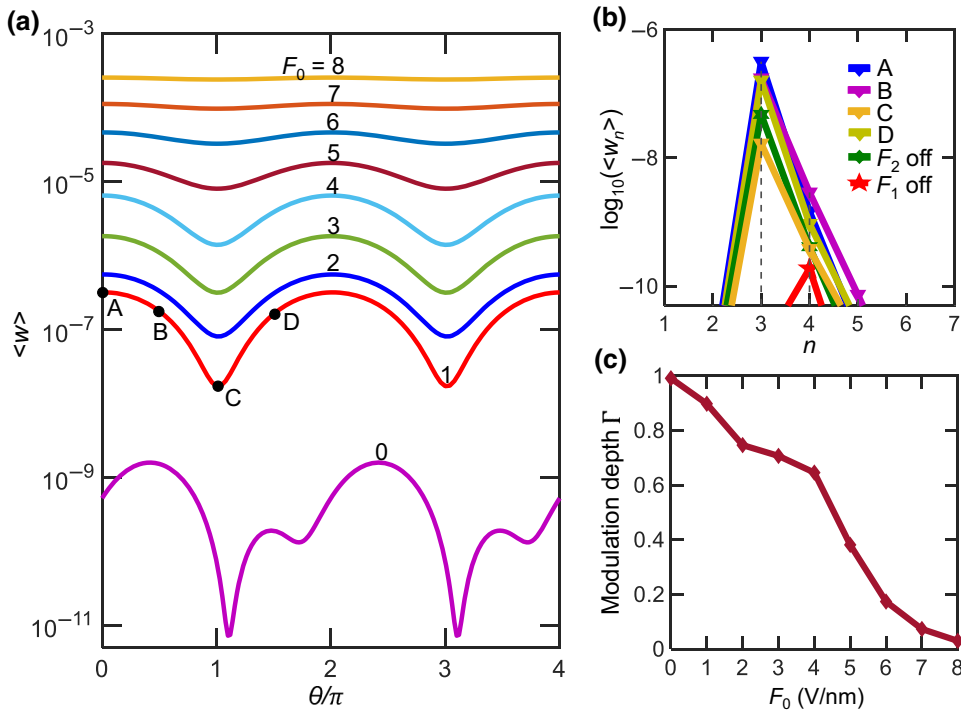 (a)
10⁻³
10⁻⁵
10⁻⁷
10⁻⁹
10⁻¹¹
<w>
F₀ = 8
7
6
5
4
3
2
1
0
A
B
C
D
0 1 2 3 4
θ/π
(b)
−6
−8
−10
log₁₀(<wₙ>)
A
B
C
D
F₂ off
F₁ off
1 2 3 4 5 6 7
n
(c)
1
0.8
0.6
0.4
0.2
0
Modulation depth Γ
0 1 2 3 4 5 6 7 8
F₀ (V/nm)